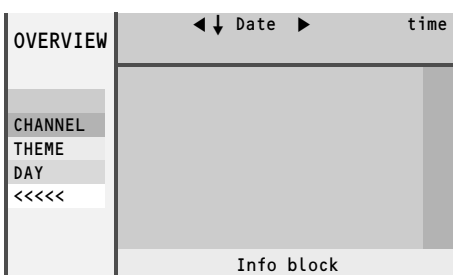 ◄↓ Date ► time
OVERVIEW
CHANNEL
THEME
DAY
<<<<<
Info block